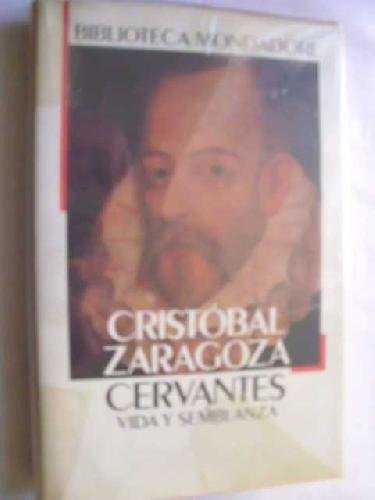 BIBLIOTECA MONDADORI
CRISTÓBAL
ZARAGOZA
CERVANTES
VIDA Y SEMBLANZA